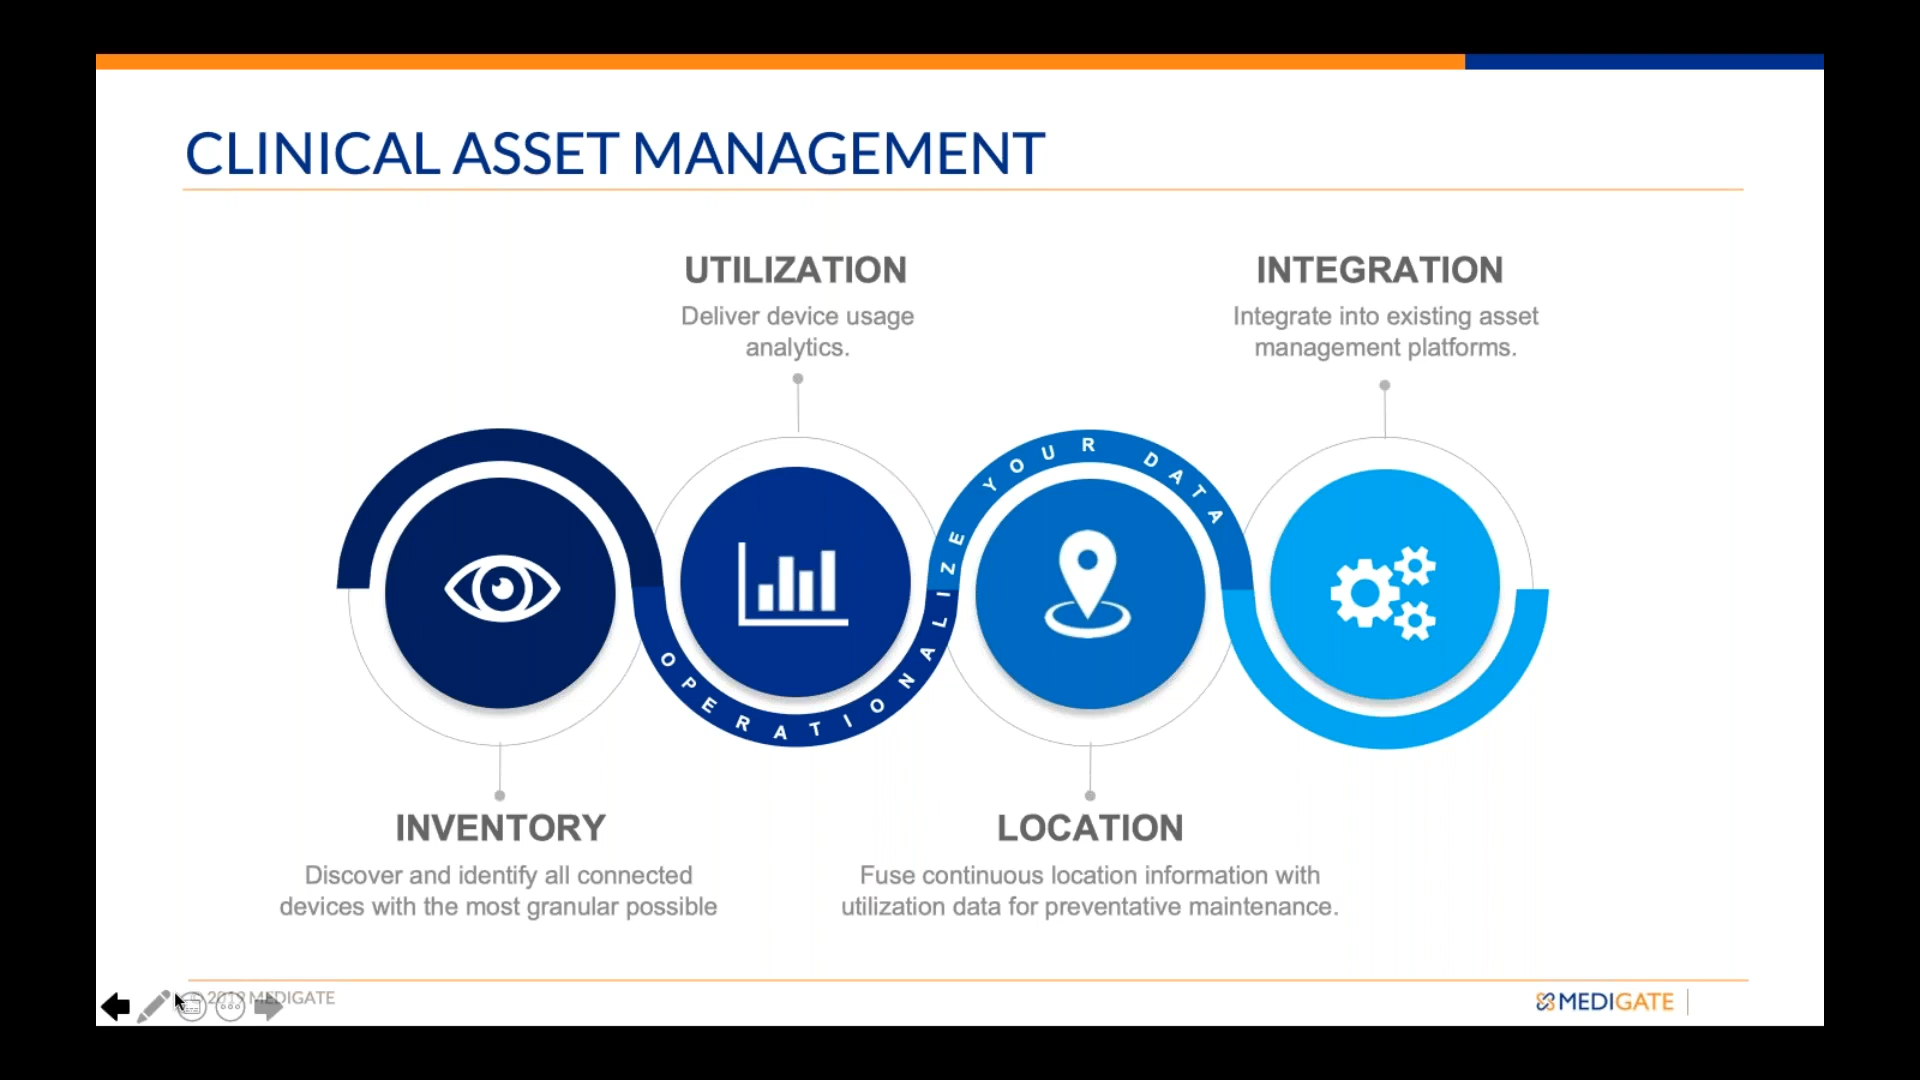 CLINICAL ASSET MANAGEMENT
UTILIZATION
Deliver device usage
analytics.
INTEGRATION
Integrate into existing asset
management platforms.
OPERATIONALIZE YOUR DATA
INVENTORY
Discover and identify all connected
devices with the most granular possible
LOCATION
Fuse continuous location information with
utilization data for preventative maintenance.
MEDIGATE
MEDIGATE